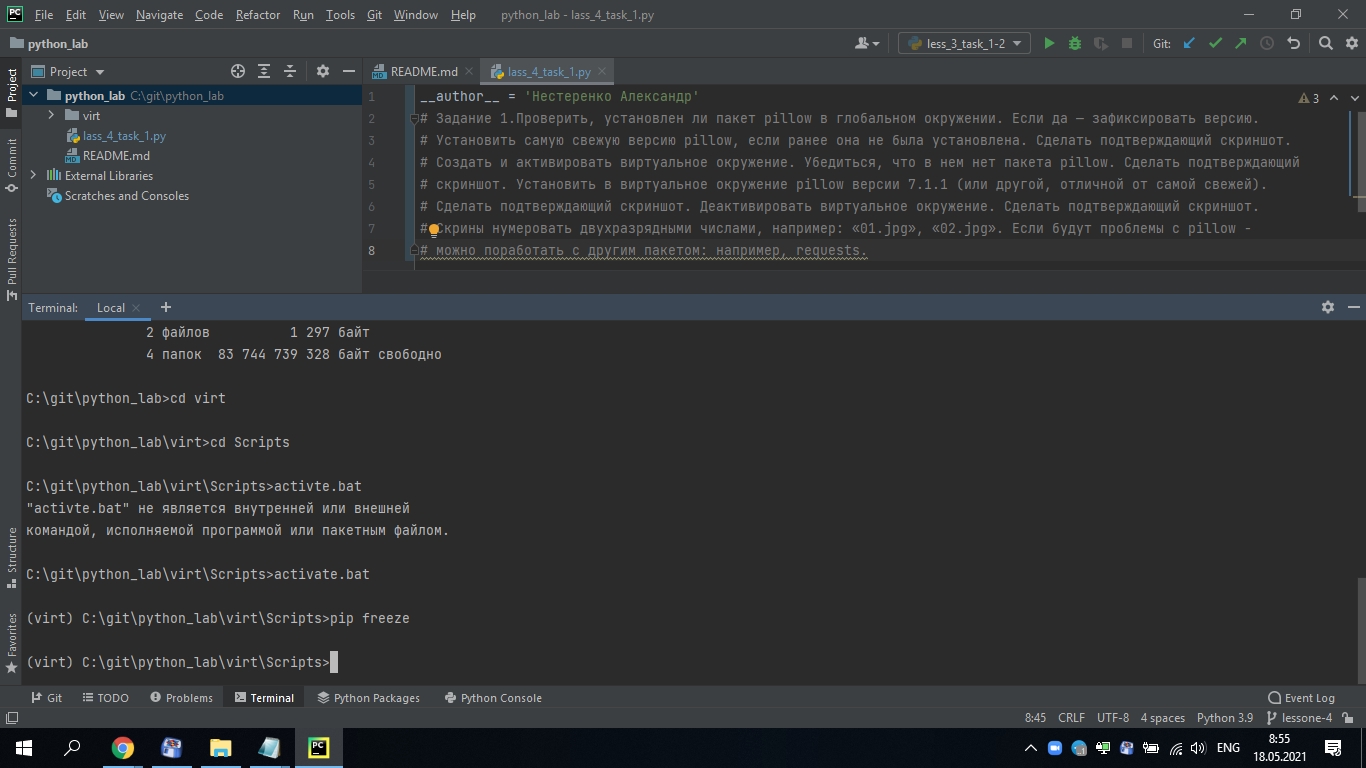 PC File Edit View Navigate Code Refactor Run Tools Git Window Help python_lab - lass_4_task_1.py
python_lab less_3_task_1-2 Git:
Project README.md lass_4_task_1.py
python_lab C:\git\python_lab
virt
lass_4_task_1.py
README.md
External Libraries
Scratches and Consoles
Project
Commit
Pull Requests
Structure
Favorites
1 __author__ = 'Нестеренко Александр'
2 # Задание 1.Проверить, установлен ли пакет pillow в глобальном окружении. Если да — зафиксировать версию.
3 # Установить самую свежую версию pillow, если ранее она не была установлена. Сделать подтверждающий скриншот.
4 # Создать и активировать виртуальное окружение. Убедиться, что в нем нет пакета pillow. Сделать подтверждающий
5 # скриншот. Установить в виртуальное окружение pillow версии 7.1.1 (или другой, отличной от самой свежей).
6 # Сделать подтверждающий скриншот. Деактивировать виртуальное окружение. Сделать подтверждающий скриншот.
7 # Скрины нумеровать двухразрядными числами, например: «01.jpg», «02.jpg». Если будут проблемы с pillow -
8 # можно поработать с другим пакетом: например, requests.
3
Terminal: Local
2 файлов 1 297 байт
4 папок 83 744 739 328 байт свободно
C:\git\python_lab>cd virt
C:\git\python_lab\virt>cd Scripts
C:\git\python_lab\virt\Scripts>activte.bat
"activte.bat" не является внутренней или внешней
командой, исполняемой программой или пакетным файлом.
C:\git\python_lab\virt\Scripts>activate.bat
(virt) C:\git\python_lab\virt\Scripts>pip freeze
(virt) C:\git\python_lab\virt\Scripts>
Git TODO Problems Terminal Python Packages Python Console Event Log
8:45 CRLF UTF-8 4 spaces Python 3.9 lessone-4
PC ENG 8:55
18.05.2021